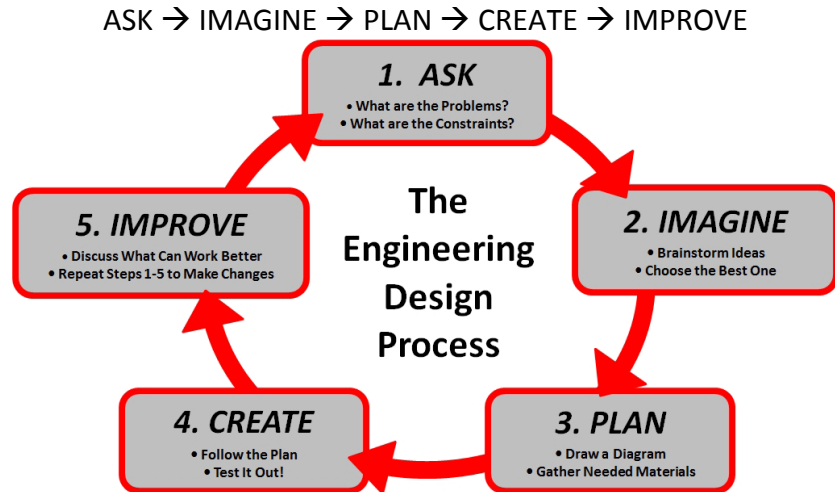 ASK → IMAGINE → PLAN → CREATE → IMPROVE
1. ASK
• What are the Problems?
• What are the Constraints?
The
Engineering
Design
Process
2. IMAGINE
• Brainstorm Ideas
• Choose the Best One
3. PLAN
• Draw a Diagram
• Gather Needed Materials
4. CREATE
• Follow the Plan
• Test It Out!
5. IMPROVE
• Discuss What Can Work Better
• Repeat Steps 1-5 to Make Changes